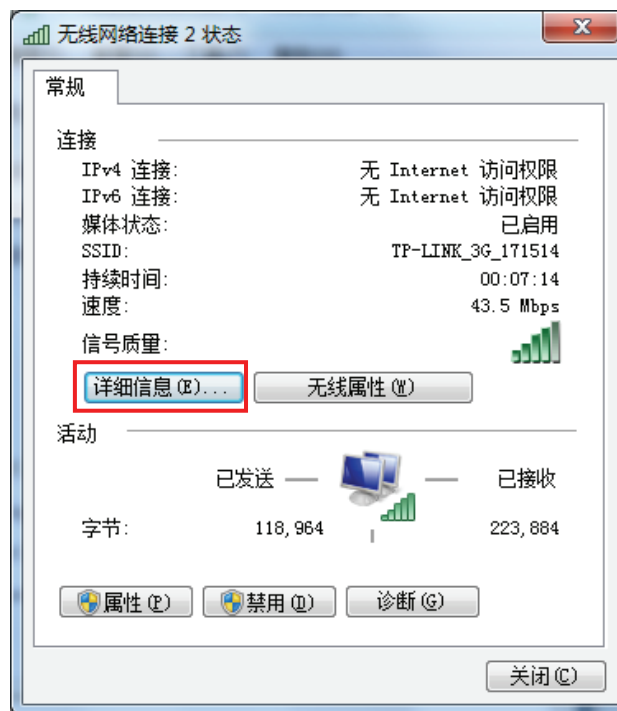 无线网络连接 2 状态
常规
连接
IPv4 连接: 无 Internet 访问权限
IPv6 连接: 无 Internet 访问权限
媒体状态: 已启用
SSID: TP-LINK_3G_171514
持续时间: 00:07:14
速度: 43.5 Mbps
信号质量:
详细信息(E)... 无线属性(W)
活动
已发送 — — 已接收
字节: 118,964 | 223,884
属性(P) 禁用(D) 诊断(G)
关闭(C)